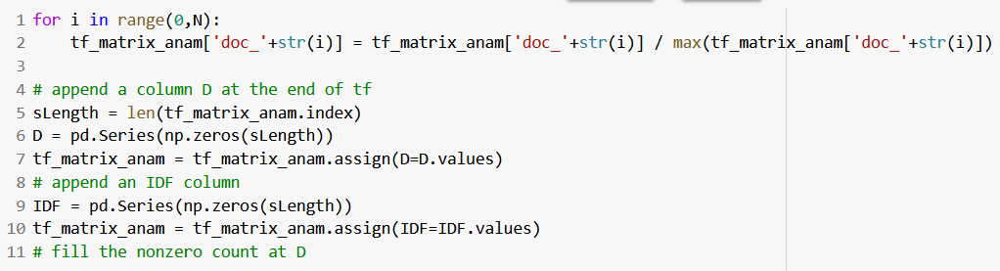 1 for i in range(0,N):
2     tf_matrix_anam['doc_'+str(i)] = tf_matrix_anam['doc_'+str(i)] / max(tf_matrix_anam['doc_'+str(i)])
3
4 # append a column D at the end of tf
5 sLength = len(tf_matrix_anam.index)
6 D = pd.Series(np.zeros(sLength))
7 tf_matrix_anam = tf_matrix_anam.assign(D=D.values)
8 # append an IDF column
9 IDF = pd.Series(np.zeros(sLength))
10 tf_matrix_anam = tf_matrix_anam.assign(IDF=IDF.values)
11 # fill the nonzero count at D